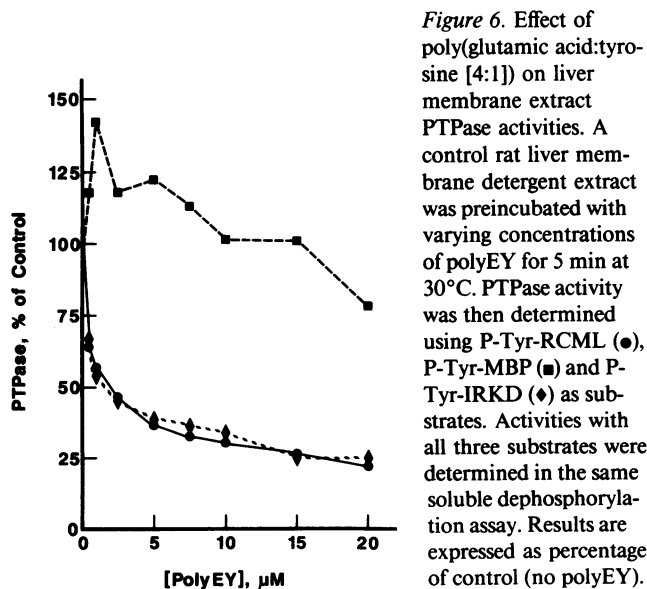 150
125
100
75
50
25
0
0
5
10
15
20
PTPase, % of Control
[PolyEY], µM
Figure 6. Effect of
poly(glutamic acid:tyro-
sine [4:1]) on liver
membrane extract
PTPase activities. A
control rat liver mem-
brane detergent extract
was preincubated with
varying concentrations
of polyEY for 5 min at
30°C. PTPase activity
was then determined
using P-Tyr-RCML (●),
P-Tyr-MBP (■) and P-
Tyr-IRKD (♦) as sub-
strates. Activities with
all three substrates were
determined in the same
soluble dephosphoryla-
tion assay. Results are
expressed as percentage
of control (no polyEY).